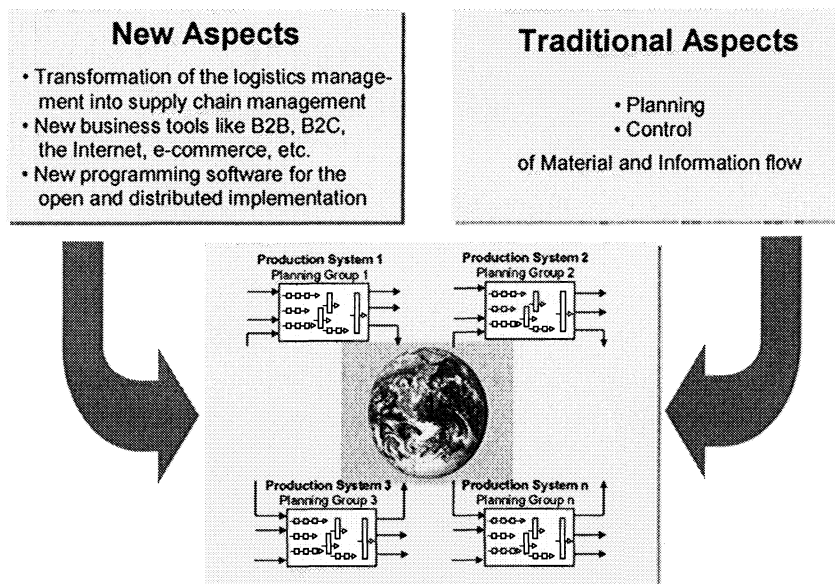 New Aspects
• Transformation of the logistics manage-
ment into supply chain management
• New business tools like B2B, B2C,
the Internet, e-commerce, etc.
• New programming software for the
open and distributed implementation
Traditional Aspects
• Planning
• Control
of Material and Information flow
Production System 1
Planning Group 1
Production System 2
Planning Group 2
Production System 3
Planning Group 3
Production System n
Planning Group n